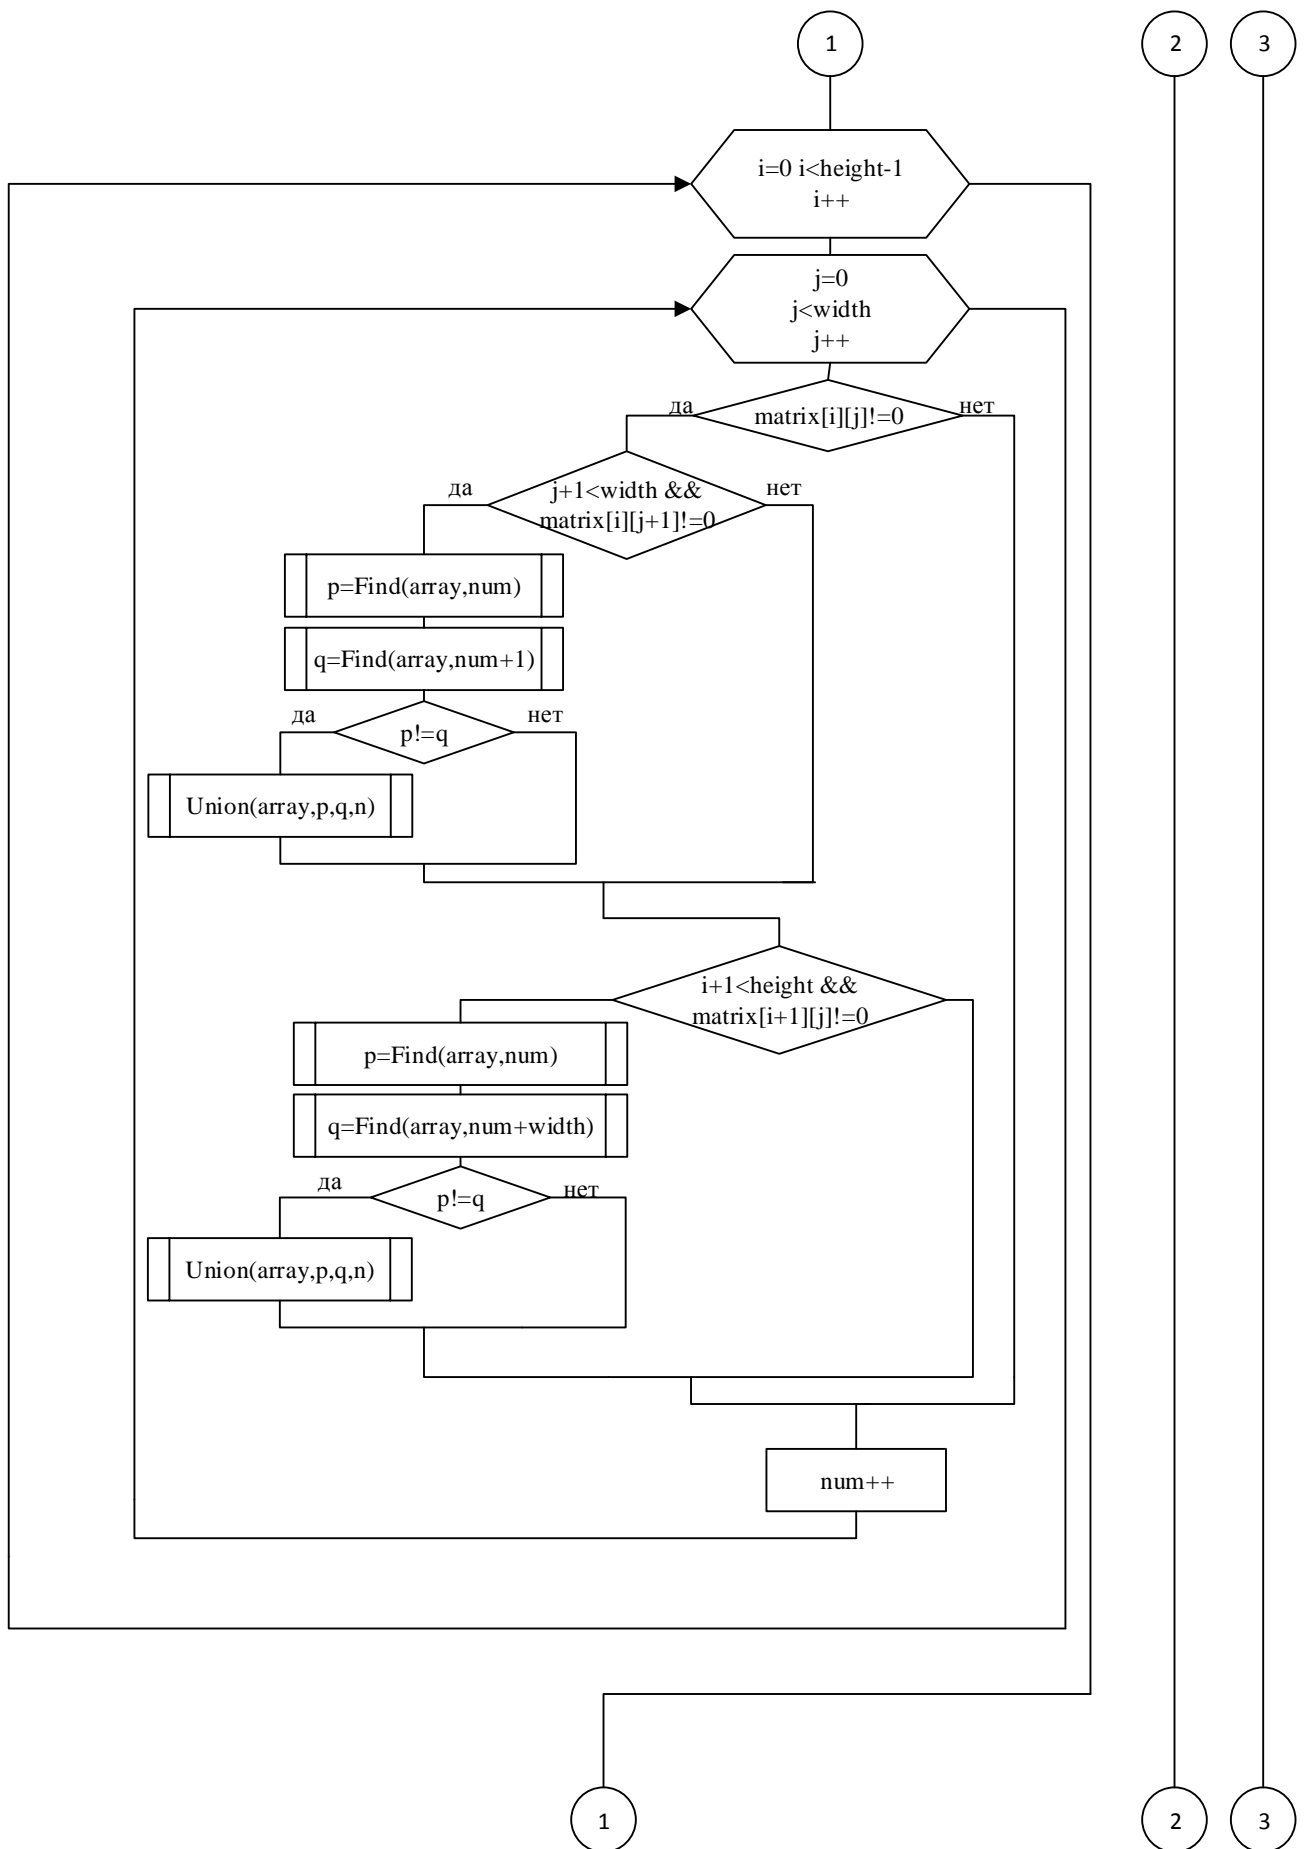 1
2
3
i=0 i<height-1
i++
j=0
j<width
j++
да
matrix[i][j]!=0
нет
да
j+1<width &&
matrix[i][j+1]!=0
нет
p=Find(array,num)
q=Find(array,num+1)
да
p!=q
нет
Union(array,p,q,n)
i+1<height &&
matrix[i+1][j]!=0
p=Find(array,num)
q=Find(array,num+width)
да
p!=q
нет
Union(array,p,q,n)
num++
1
2
3